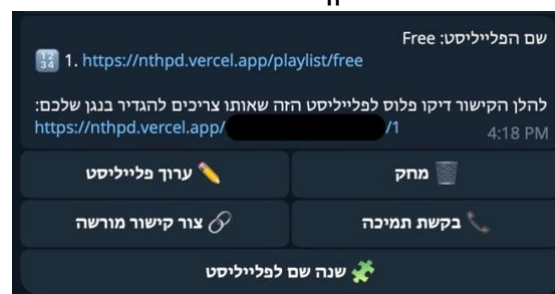 שם הפלייליסט: Free
1. https://nthpd.vercel.app/playlist/free
להלן הקישור דיקו פלוס לפלייליסט הזה שאותו צריכים להגדיר בנגן שלכם:
https://nthpd.vercel.app/ /1
4:18 PM
מחק
ערוך פלייליסט
בקשת תמיכה
צור קישור מורשה
שנה שם לפלייליסט